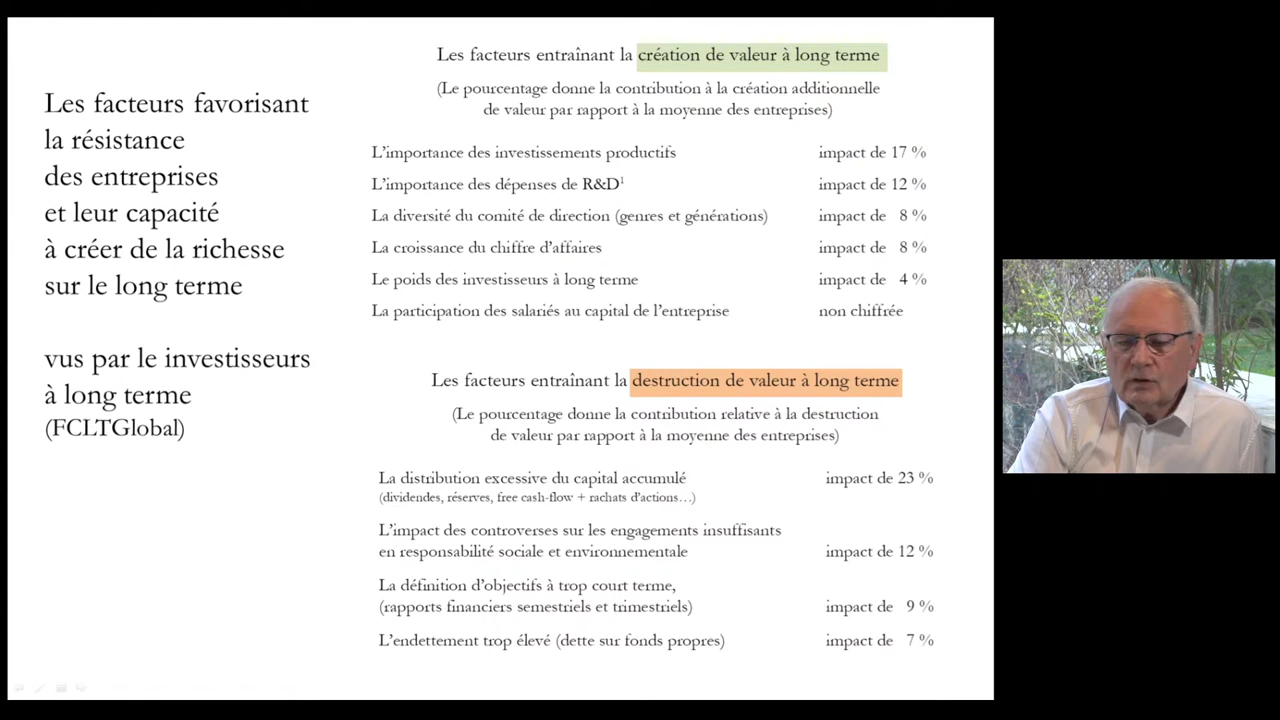 Les facteurs favorisant
la résistance
des entreprises
et leur capacité
à créer de la richesse
sur le long terme
vus par le investisseurs
à long terme
(FCLTGlobal)
Les facteurs entraînant la création de valeur à long terme
(Le pourcentage donne la contribution à la création additionnelle
de valeur par rapport à la moyenne des entreprises)
L'importance des investissements productifs impact de 17 %
L'importance des dépenses de R&D¹ impact de 12 %
La diversité du comité de direction (genres et générations) impact de 8 %
La croissance du chiffre d'affaires impact de 8 %
Le poids des investisseurs à long terme impact de 4 %
La participation des salariés au capital de l'entreprise non chiffrée
Les facteurs entraînant la destruction de valeur à long terme
(Le pourcentage donne la contribution relative à la destruction
de valeur par rapport à la moyenne des entreprises)
La distribution excessive du capital accumulé impact de 23 %
(dividendes, réserves, free cash-flow + rachats d'actions…)
L'impact des controverses sur les engagements insuffisants
en responsabilité sociale et environnementale impact de 12 %
La définition d'objectifs à trop court terme,
(rapports financiers semestriels et trimestriels) impact de 9 %
L'endettement trop élevé (dette sur fonds propres) impact de 7 %